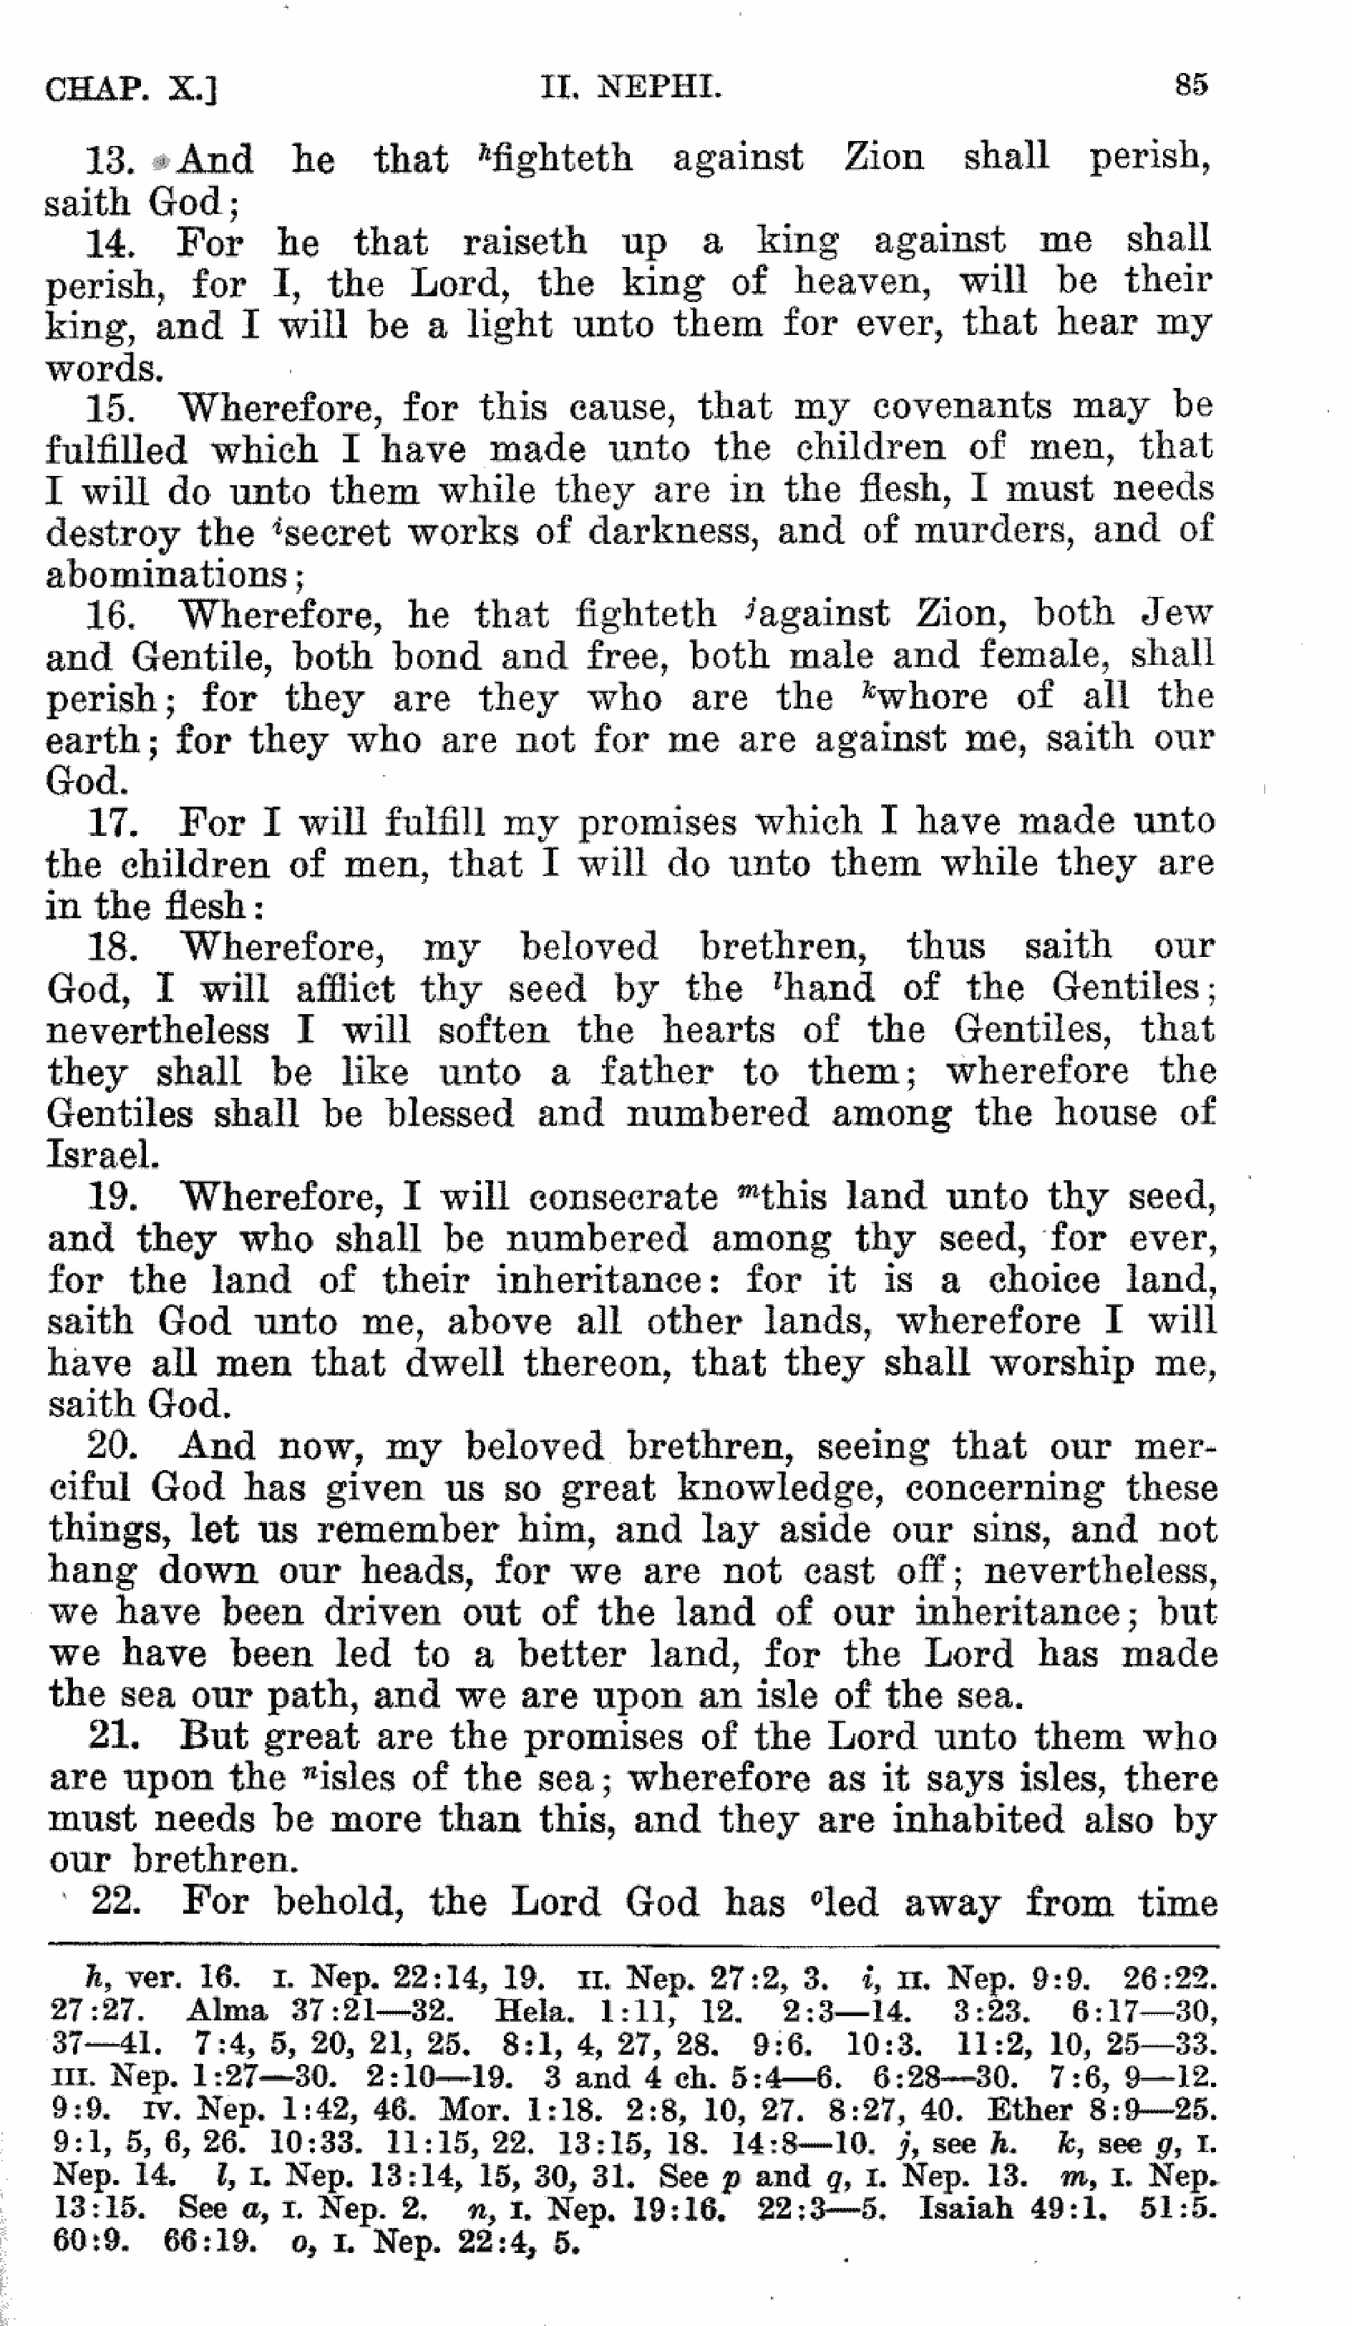 CHAP. X.] II. NEPHI. 85
13. And he that hfighteth against Zion shall perish,
saith God;
14. For he that raiseth up a king against me shall
perish, for I, the Lord, the king of heaven, will be their
king, and I will be a light unto them for ever, that hear my
words.
15. Wherefore, for this cause, that my covenants may be
fulfilled which I have made unto the children of men, that
I will do unto them while they are in the flesh, I must needs
destroy the isecret works of darkness, and of murders, and of
abominations;
16. Wherefore, he that fighteth jagainst Zion, both Jew
and Gentile, both bond and free, both male and female, shall
perish; for they are they who are the kwhore of all the
earth; for they who are not for me are against me, saith our
God.
17. For I will fulfill my promises which I have made unto
the children of men, that I will do unto them while they are
in the flesh:
18. Wherefore, my beloved brethren, thus saith our
God, I will afflict thy seed by the lhand of the Gentiles;
nevertheless I will soften the hearts of the Gentiles, that
they shall be like unto a father to them; wherefore the
Gentiles shall be blessed and numbered among the house of
Israel.
19. Wherefore, I will consecrate mthis land unto thy seed,
and they who shall be numbered among thy seed, for ever,
for the land of their inheritance: for it is a choice land,
saith God unto me, above all other lands, wherefore I will
have all men that dwell thereon, that they shall worship me,
saith God.
20. And now, my beloved brethren, seeing that our mer-
ciful God has given us so great knowledge, concerning these
things, let us remember him, and lay aside our sins, and not
hang down our heads, for we are not cast off; nevertheless,
we have been driven out of the land of our inheritance; but
we have been led to a better land, for the Lord has made
the sea our path, and we are upon an isle of the sea.
21. But great are the promises of the Lord unto them who
are upon the nisles of the sea; wherefore as it says isles, there
must needs be more than this, and they are inhabited also by
our brethren.
22. For behold, the Lord God has oled away from time
h, ver. 16. I. Nep. 22:14, 19. II. Nep. 27:2, 3. i, II. Nep. 9:9. 26:22.
27:27. Alma 37:21—32. Hela. 1:11, 12. 2:3—14. 3:23. 6:17—30,
37—41. 7:4, 5, 20, 21, 25. 8:1, 4, 27, 28. 9:6. 10:3. 11:2, 10, 25—33.
III. Nep. 1:27—30. 2:10—19. 3 and 4 ch. 5:4—6. 6:28—30. 7:6, 9—12.
9:9. IV. Nep. 1:42, 46. Mor. 1:18. 2:8, 10, 27. 8:27, 40. Ether 8:9—25.
9:1, 5, 6, 26. 10:33. 11:15, 22. 13:15, 18. 14:8—10. j, see h. k, see g, I.
Nep. 14. l, I. Nep. 13:14, 15, 30, 31. See p and q, I. Nep. 13. m, I. Nep.
13:15. See a, I. Nep. 2. n, I. Nep. 19:16. 22:3—5. Isaiah 49:1. 51:5.
60:9. 66:19. o, I. Nep. 22:4, 5.